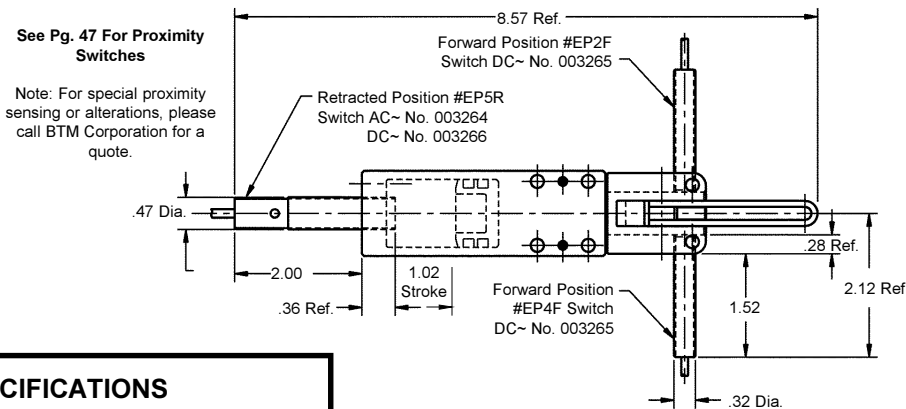 8.57 Ref.
See Pg. 47 For Proximity
Switches
Note: For special proximity
sensing or alterations, please
call BTM Corporation for a
quote.
Forward Position #EP2F
Switch DC~ No. 003265
Retracted Position #EP5R
Switch AC~ No. 003264
DC~ No. 003266
.47 Dia.
2.00
.36 Ref.
1.02
Stroke
Forward Position
#EP4F Switch
DC~ No. 003265
.28 Ref.
1.52
2.12 Ref
.32 Dia.
CIFICATIONS